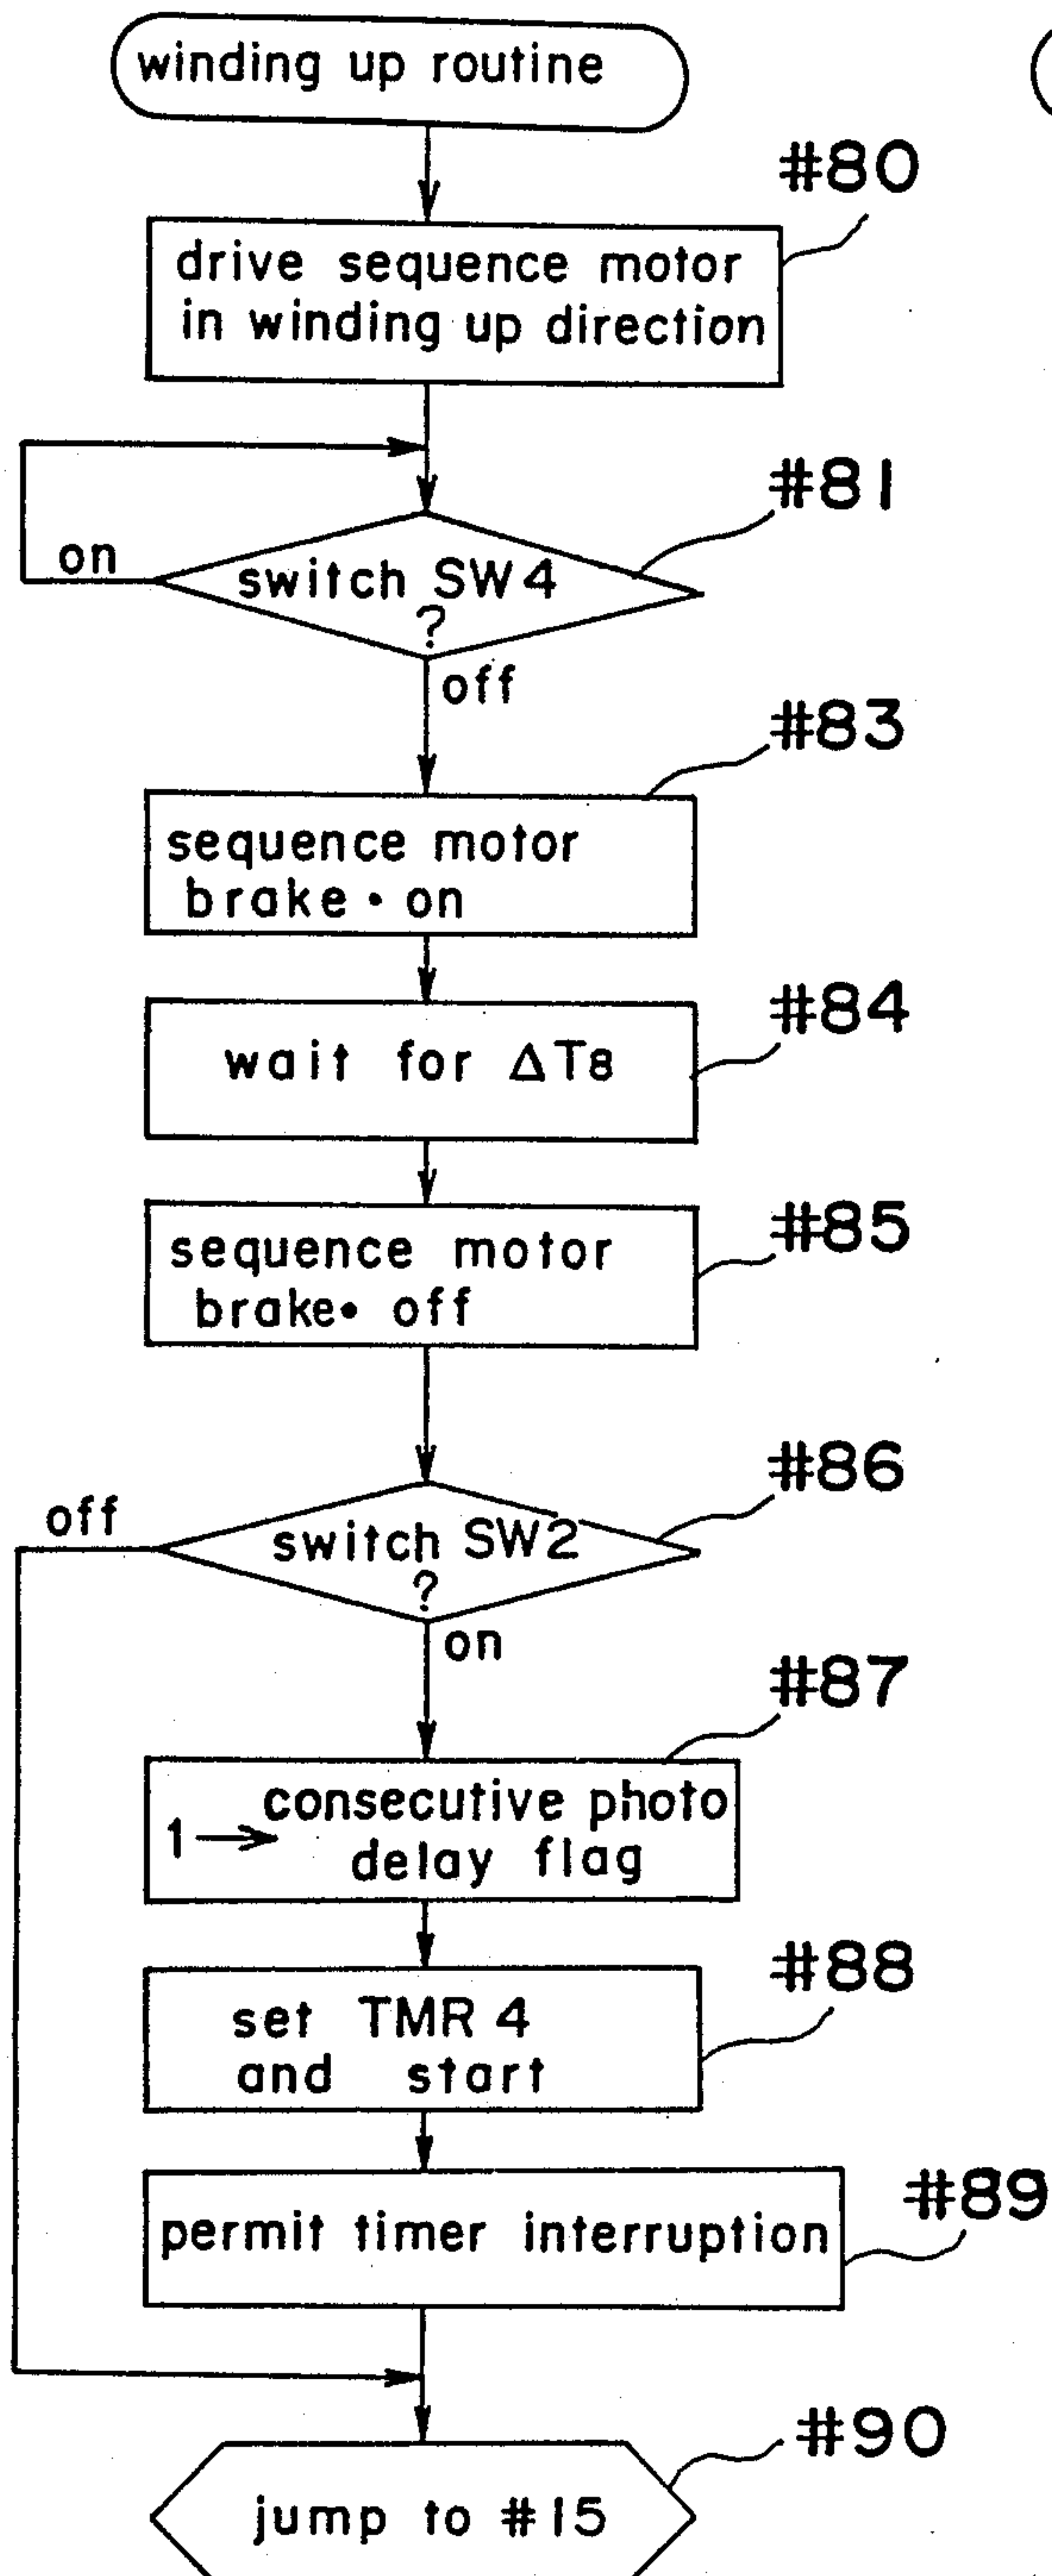 winding up routine
#80
drive sequence motor
in winding up direction
#81
on
switch SW4
?
off
#83
sequence motor
brake · on
#84
wait for ΔT8
#85
sequence motor
brake· off
#86
off
switch SW2
?
on
#87
consecutive photo
1→
delay flag
#88
set TMR 4
and start
#89
permit timer interruption
#90
jump to #15